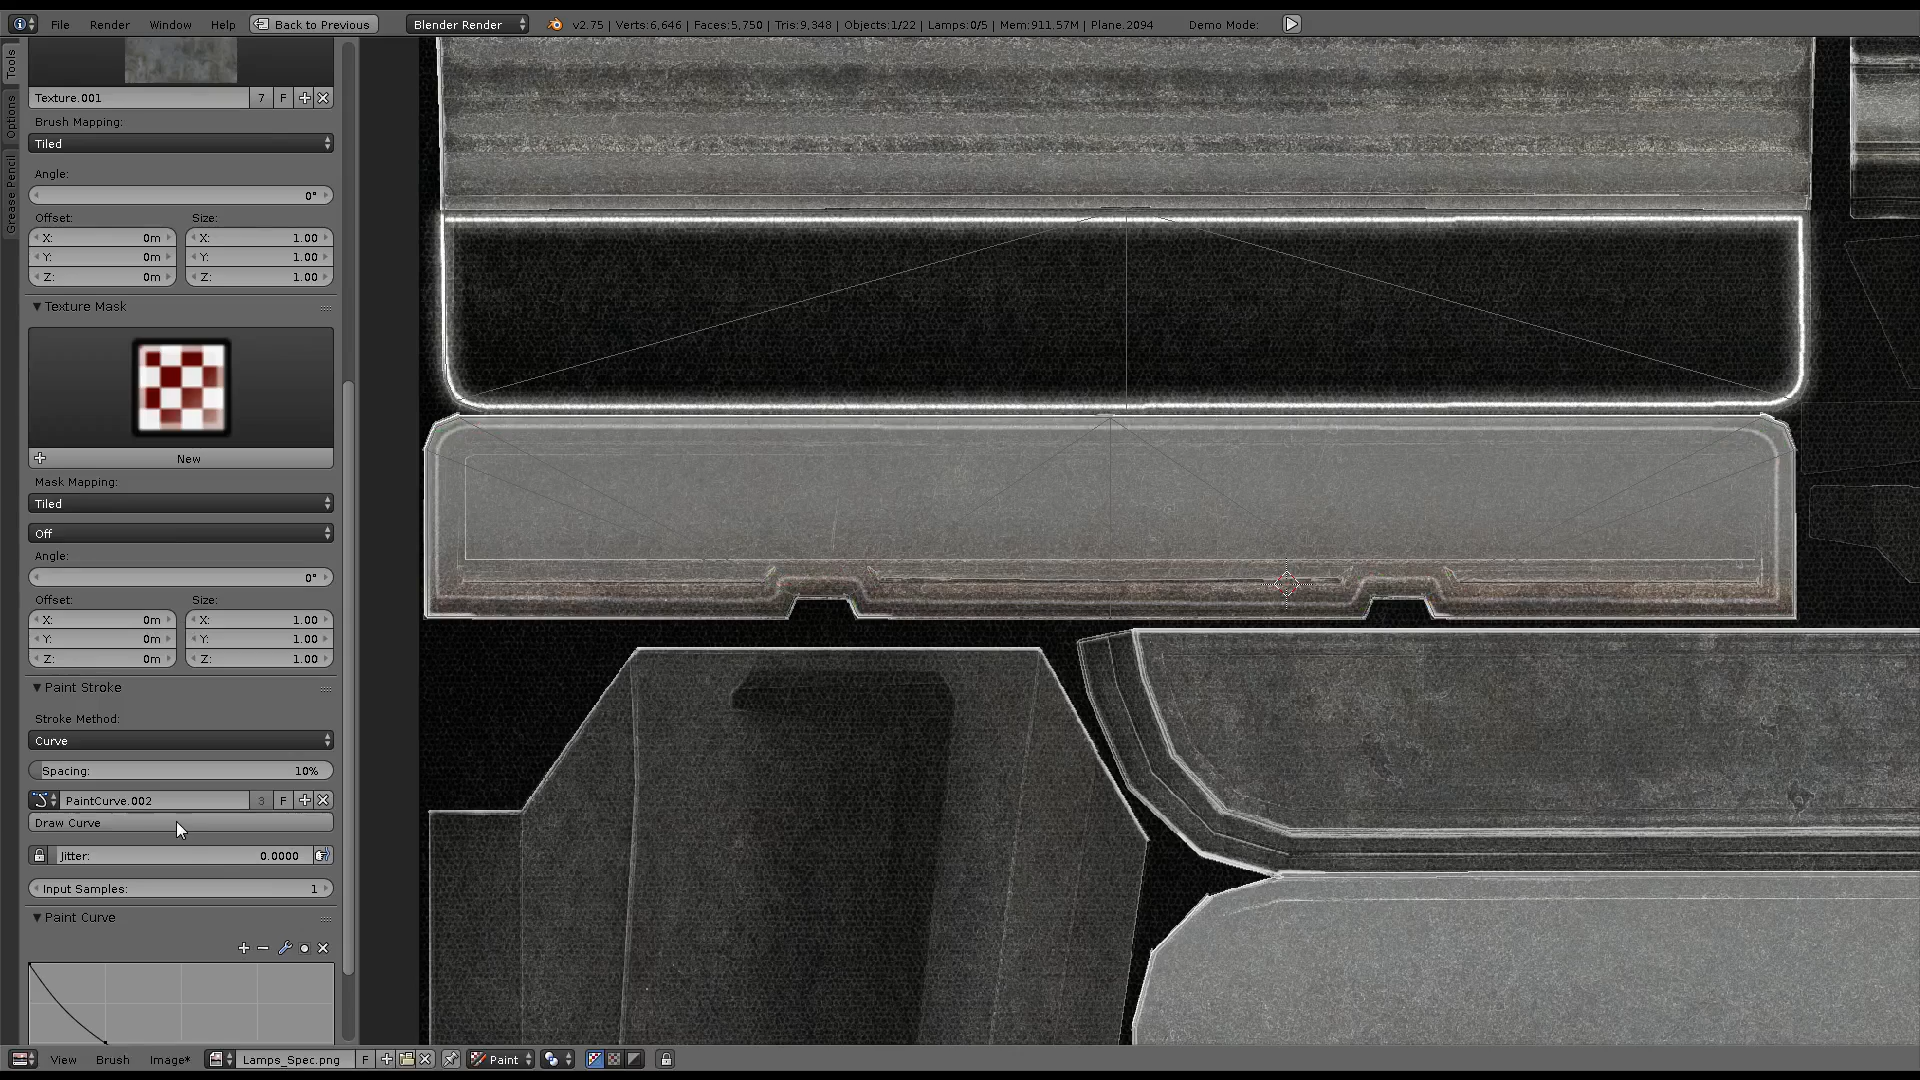 File Render Window Help Back to Previous Blender Render v2.75 | Verts:6,646 | Faces:5,750 | Tris:9,348 | Objects:1/22 | Lamps:0/5 | Mem:911.57M | Plane.2094 Demo Mode:
Tools
Options
Grease Pencil
Texture.001 7 F
Brush Mapping:
Tiled
Angle:
0°
Offset: Size:
X: 0m X: 1.00
Y: 0m Y: 1.00
Z: 0m Z: 1.00
Texture Mask
New
Mask Mapping:
Tiled
Off
Angle:
0°
Offset: Size:
X: 0m X: 1.00
Y: 0m Y: 1.00
Z: 0m Z: 1.00
Paint Stroke
Stroke Method:
Curve
Spacing: 10%
PaintCurve.002 3 F
Draw Curve
Jitter: 0.0000
Input Samples: 1
Paint Curve
View Brush Image* Lamps_Spec.png F Paint